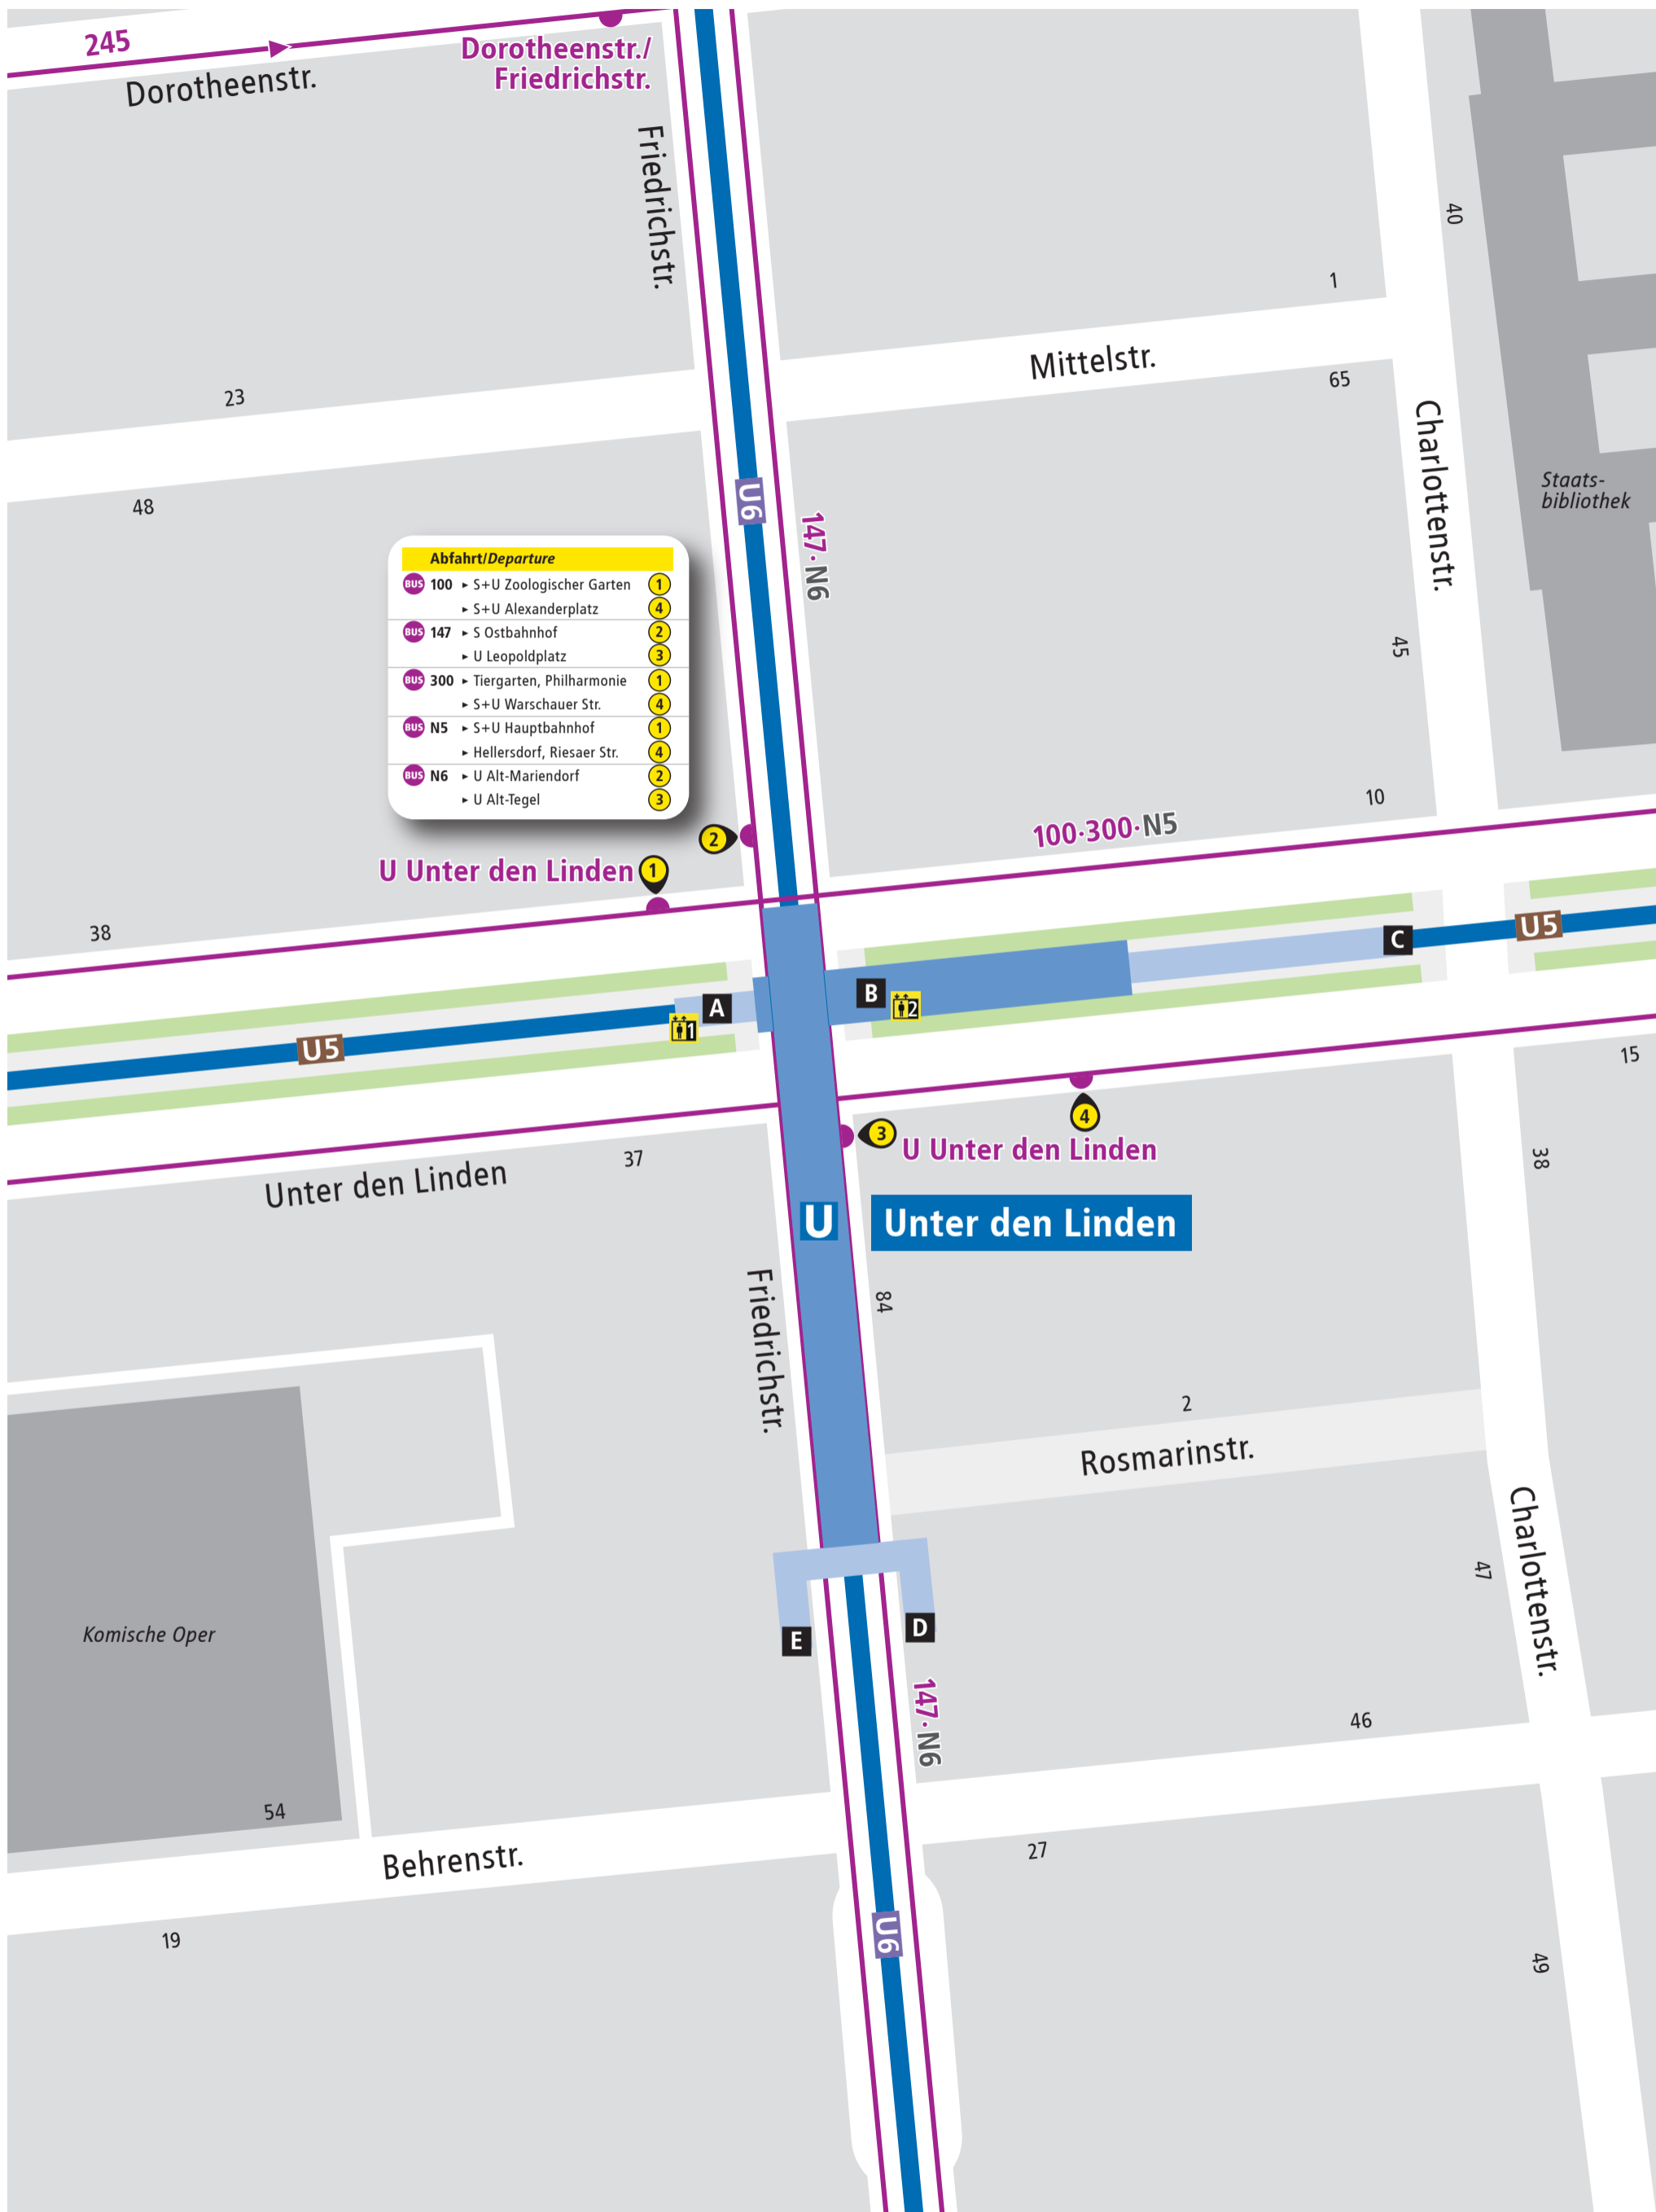 245
Dorotheenstr./
Friedrichstr.
Dorotheenstr.
Friedrichstr.
40
1
Mittelstr.
65
23
48
Charlottenstr.
Staats-
bibliothek
U6
147·N6
45
Abfahrt/Departure
BUS 100 ▸ S+U Zoologischer Garten 1
▸ S+U Alexanderplatz 4
BUS 147 ▸ S Ostbahnhof 2
▸ U Leopoldplatz 3
BUS 300 ▸ Tiergarten, Philharmonie 1
▸ S+U Warschauer Str. 4
BUS N5 ▸ S+U Hauptbahnhof 1
▸ Hellersdorf, Riesaer Str. 4
BUS N6 ▸ U Alt-Mariendorf 2
▸ U Alt-Tegel 3
10
100·300·N5
2
U Unter den Linden 1
38
U5
C
B
2
A
1
U5
15
4
3
U Unter den Linden
37
Unter den Linden
38
U
Unter den Linden
84
Friedrichstr.
2
Rosmarinstr.
Charlottenstr.
47
Komische Oper
E
D
147·N6
46
54
Behrenstr.
27
19
U6
49